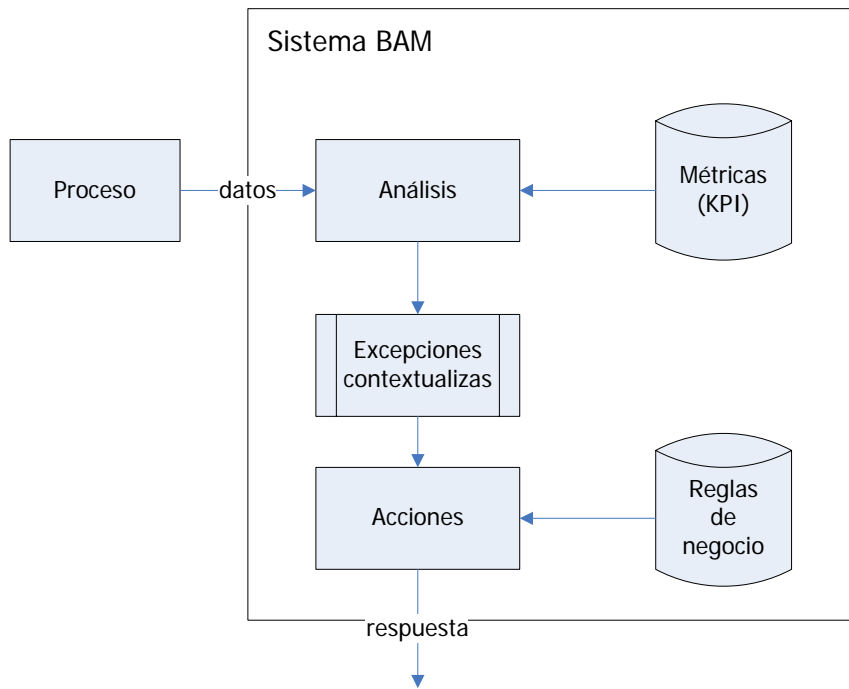 Sistema BAM
Proceso
datos
Análisis
Métricas
(KPI)
Excepciones
contextualizas
Acciones
Reglas
de
negocio
respuesta